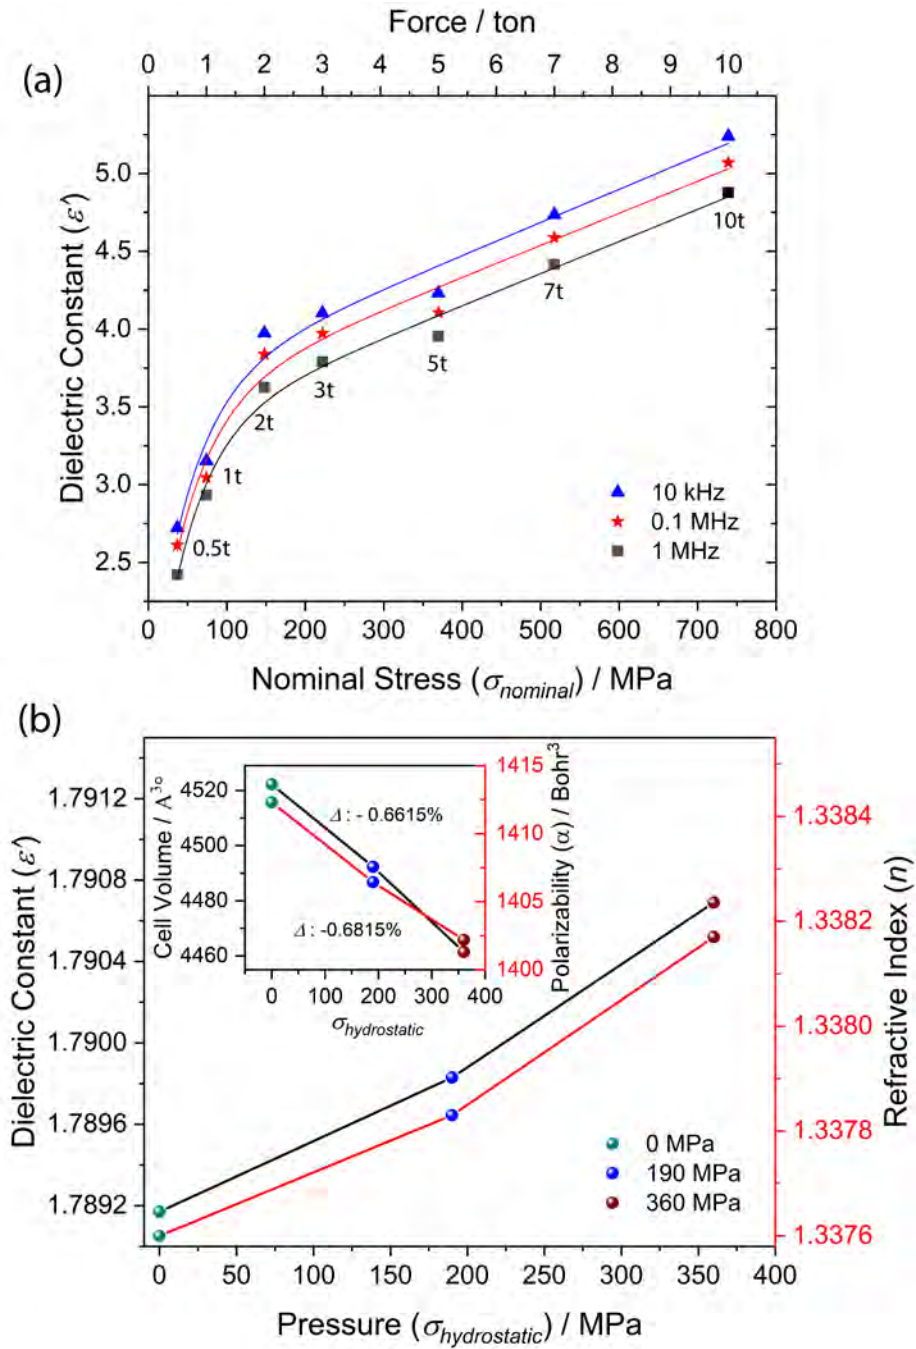 Force / ton
(a)
0 1 2 3 4 5 6 7 8 9 10
Dielectric Constant (ε')
5.0
4.5
4.0
3.5
3.0
2.5
0.5t
1t
2t
3t
5t
7t
10t
10 kHz
0.1 MHz
1 MHz
0 100 200 300 400 500 600 700 800
Nominal Stress (σnominal) / MPa
(b)
Dielectric Constant (ε')
1.7912
1.7908
1.7904
1.7900
1.7896
1.7892
Cell Volume / A³°
4520
4500
4480
4460
Δ : - 0.6615%
Δ : -0.6815%
1415
1410
1405
1400
Polarizability (α) / Bohr³
0 100 200 300 400
σhydrostatic
1.3384
1.3382
1.3380
1.3378
1.3376
Refractive Index (n)
0 MPa
190 MPa
360 MPa
0 50 100 150 200 250 300 350 400
Pressure (σhydrostatic) / MPa